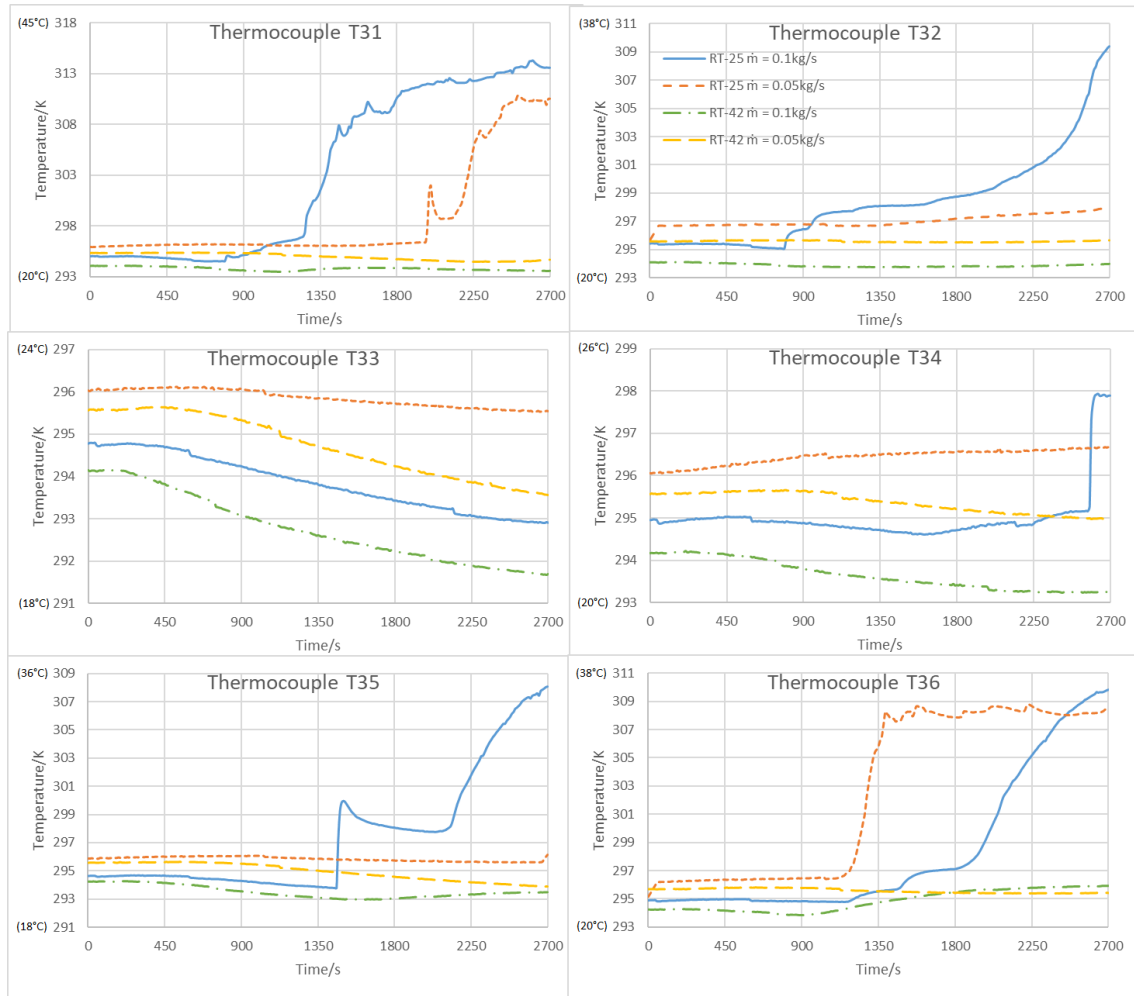 Thermocouple T31
(45°C) 318
313
308
303
298
293
(20°C)
Temperature/K
0 450 900 1350 1800 2250 2700
Time/s
Thermocouple T32
(38°C) 311
309
307
305
303
301
299
297
295
293
(20°C)
Temperature/K
RT-25 ṁ = 0.1kg/s
RT-25 ṁ = 0.05kg/s
RT-42 ṁ = 0.1kg/s
RT-42 ṁ = 0.05kg/s
0 450 900 1350 1800 2250 2700
Time/s
Thermocouple T33
(24°C) 297
296
295
294
293
292
(18°C) 291
Temperature/K
0 450 900 1350 1800 2250 2700
Time/s
Thermocouple T34
(26°C) 299
298
297
296
295
294
(20°C) 293
Temperature/K
0 450 900 1350 1800 2250 2700
Time/s
Thermocouple T35
(36°C) 309
307
305
303
301
299
297
295
293
291
(18°C)
Temperature/K
0 450 900 1350 1800 2250 2700
Time/s
Thermocouple T36
(38°C) 311
309
307
305
303
301
299
297
295
(20°C) 293
Temperature/K
0 450 900 1350 1800 2250 2700
Time/s